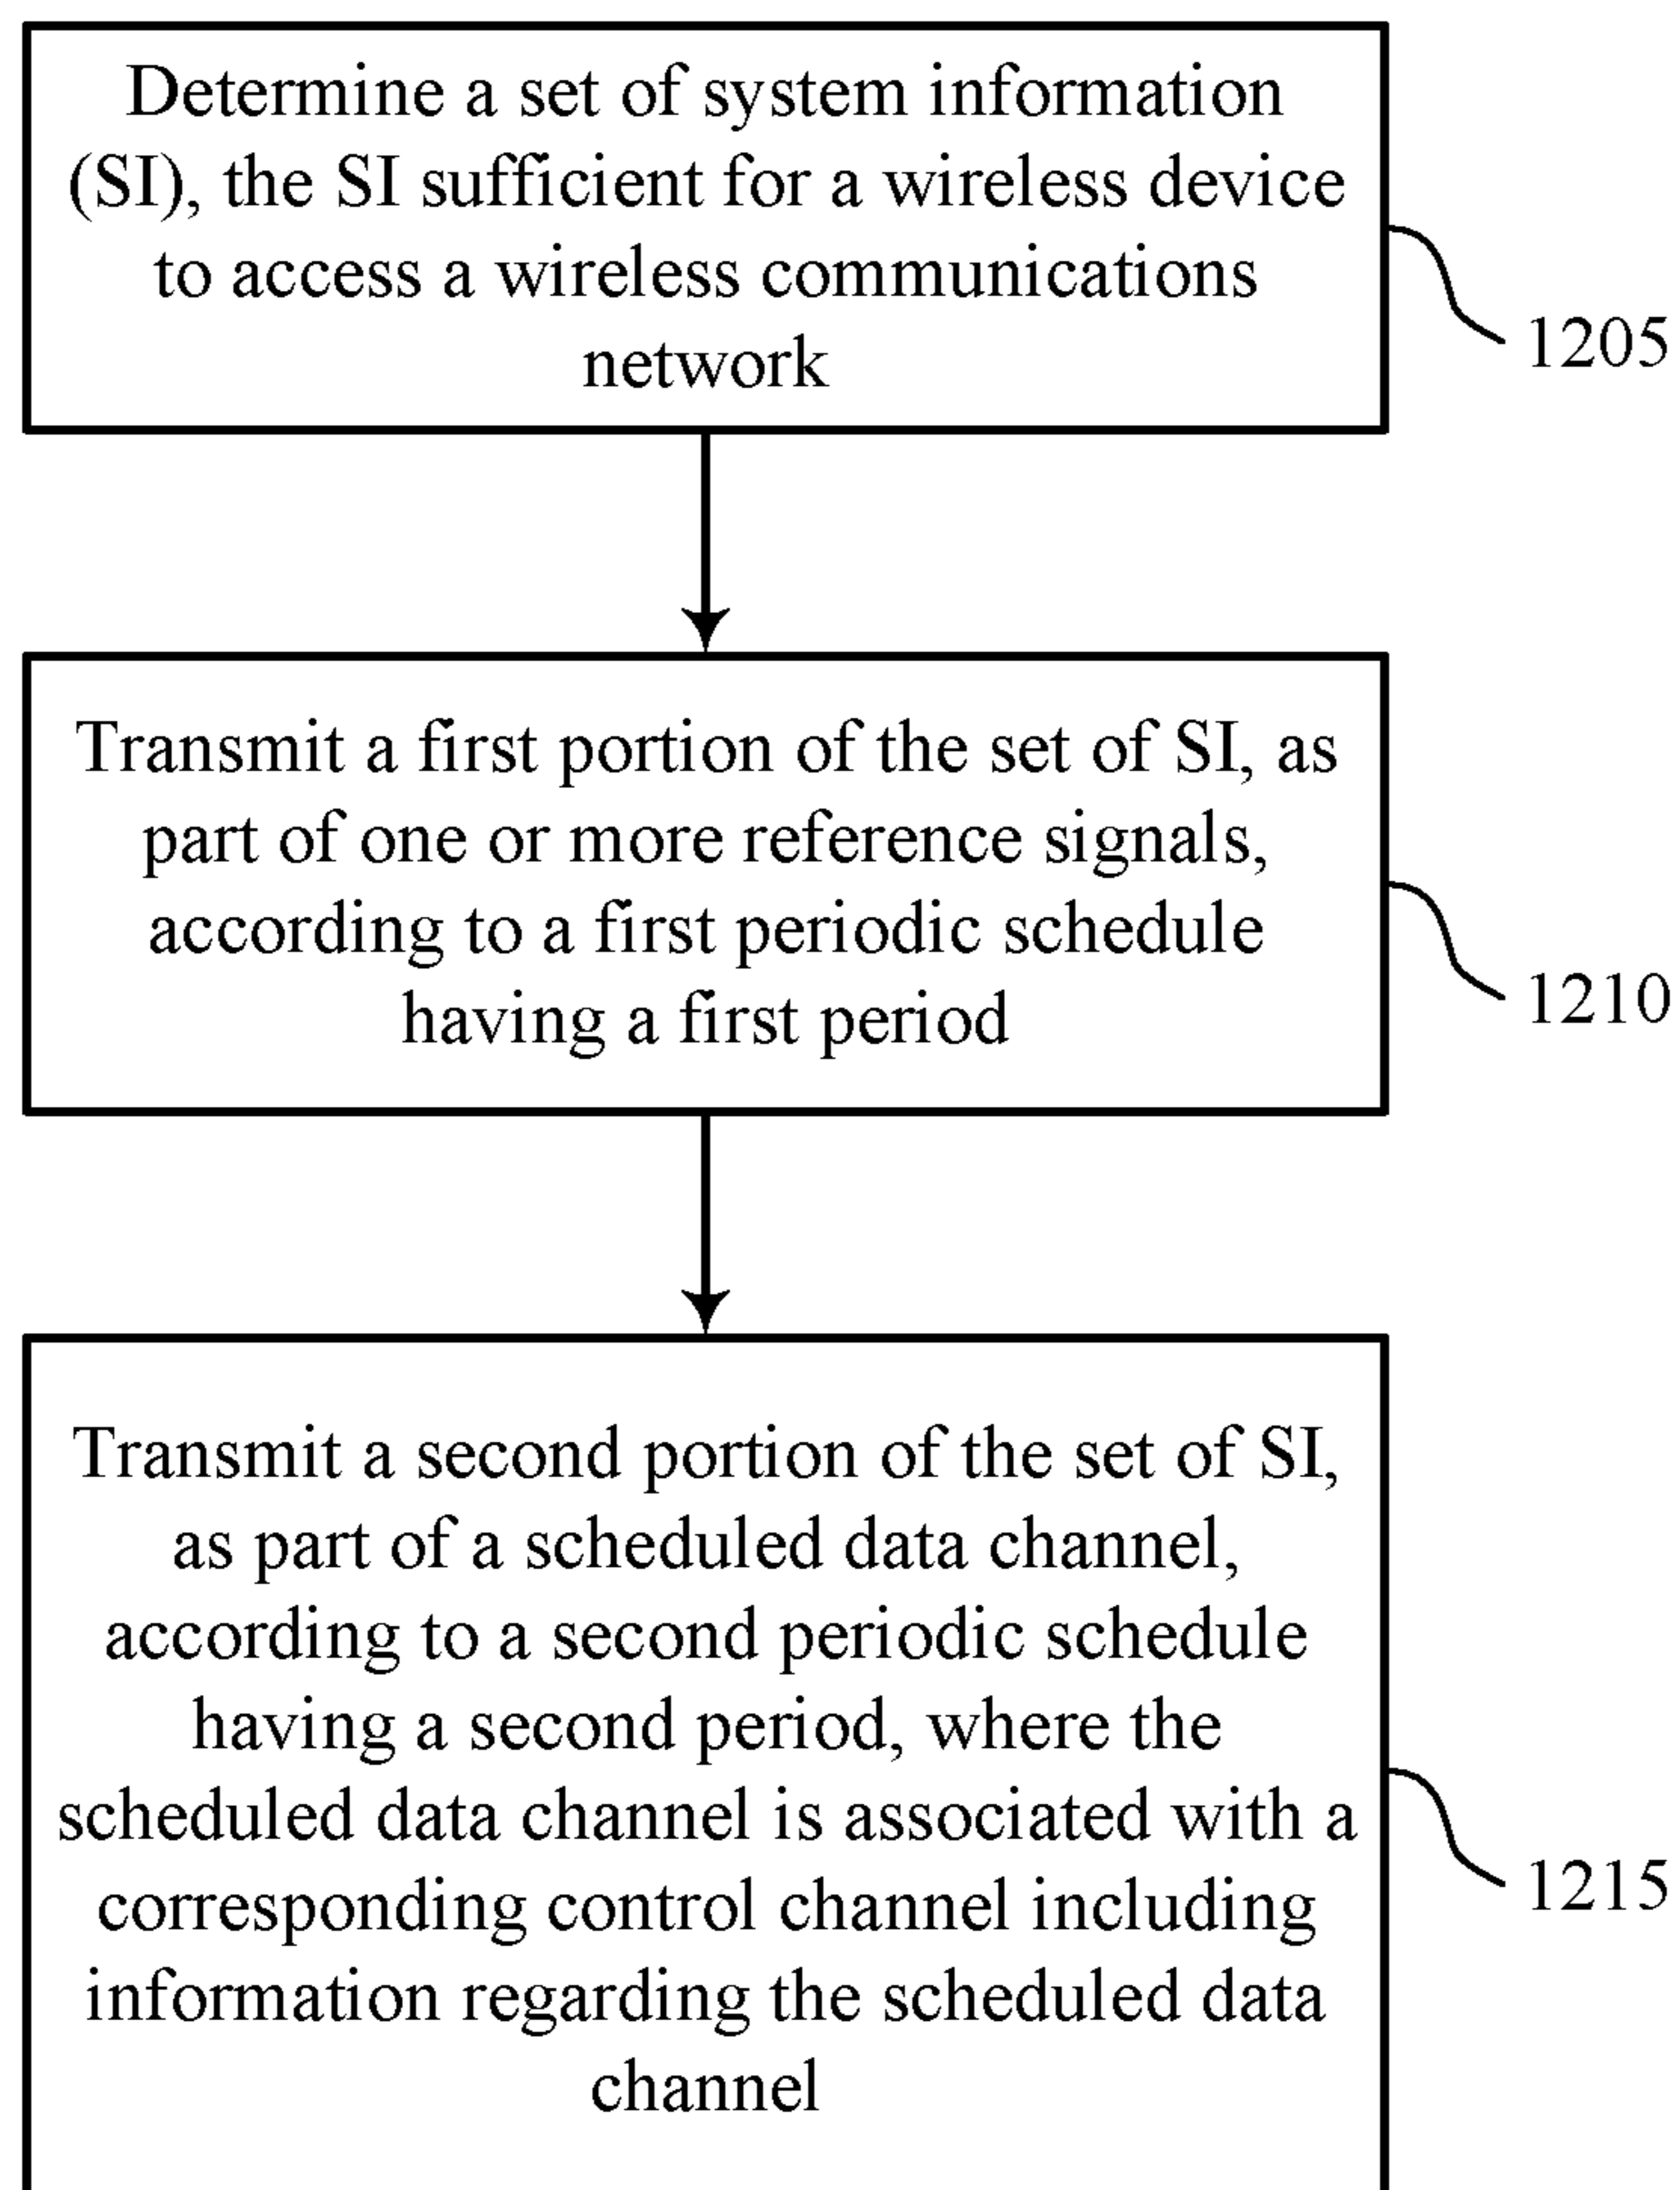 Determine a set of system information
(SI), the SI sufficient for a wireless device
to access a wireless communications
network
1205
Transmit a first portion of the set of SI, as
part of one or more reference signals,
according to a first periodic schedule
having a first period
1210
Transmit a second portion of the set of SI,
as part of a scheduled data channel,
according to a second periodic schedule
having a second period, where the
scheduled data channel is associated with a
corresponding control channel including
information regarding the scheduled data
channel
1215